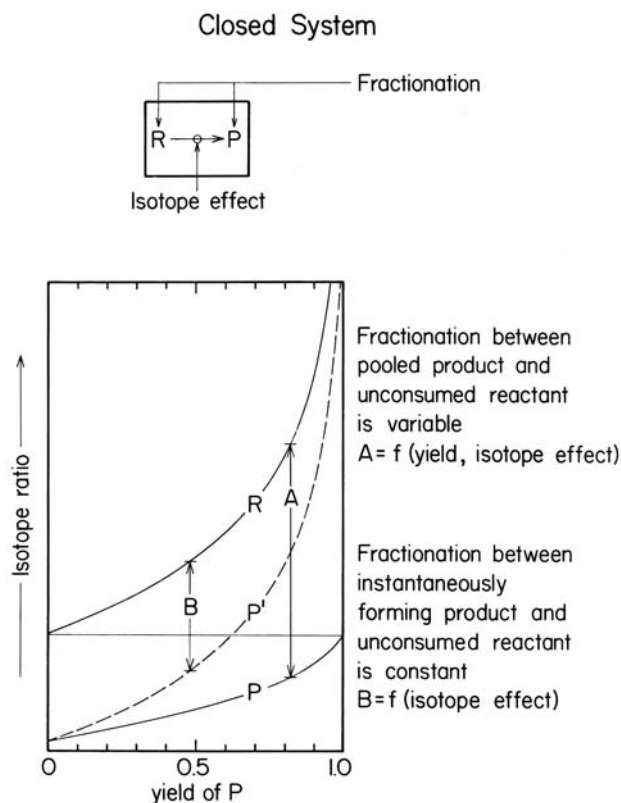 Closed System
Fractionation
R P
Isotope effect
Fractionation between
pooled product and
unconsumed reactant
is variable
A = f (yield, isotope effect)
Fractionation between
instantaneously
forming product and
unconsumed reactant
is constant
B = f (isotope effect)
Isotope ratio
R
A
B
P'
P
0 0.5 1.0
yield of P